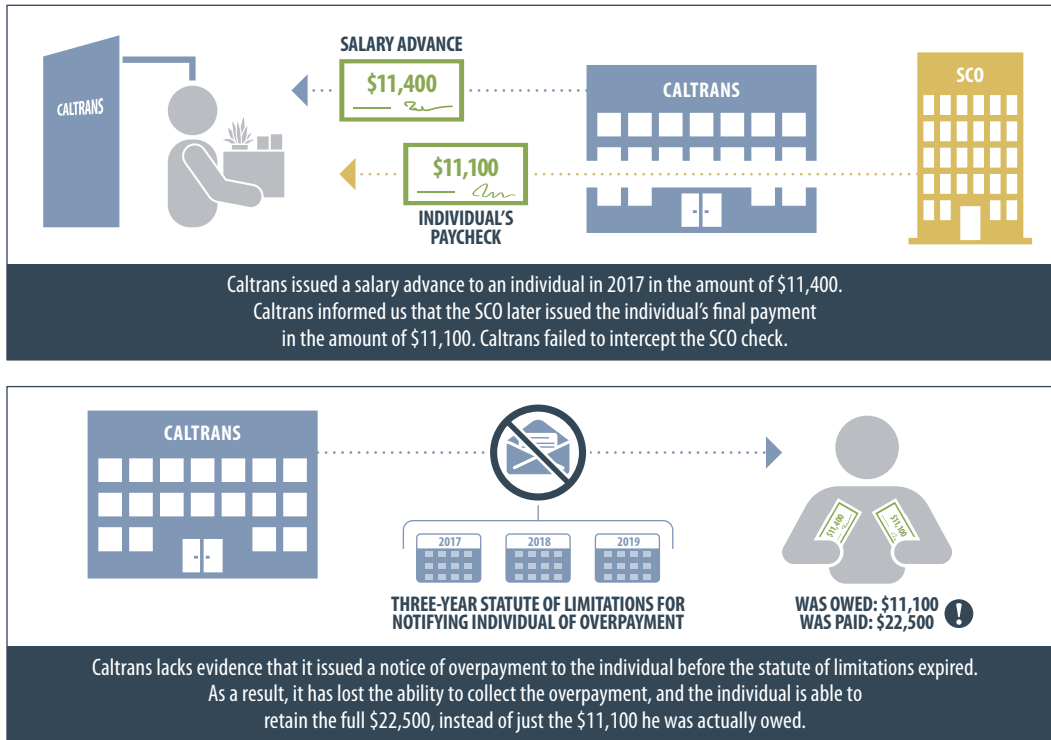 SALARY ADVANCE
$11,400
CALTRANS
CALTRANS
SCO
$11,100
INDIVIDUAL'S
PAYCHECK
Caltrans issued a salary advance to an individual in 2017 in the amount of $11,400.
Caltrans informed us that the SCO later issued the individual's final payment
in the amount of $11,100. Caltrans failed to intercept the SCO check.
CALTRANS
2017 2018 2019
$11,400 $11,100
THREE-YEAR STATUTE OF LIMITATIONS FOR
NOTIFYING INDIVIDUAL OF OVERPAYMENT
WAS OWED: $11,100
WAS PAID: $22,500
!
Caltrans lacks evidence that it issued a notice of overpayment to the individual before the statute of limitations expired.
As a result, it has lost the ability to collect the overpayment, and the individual is able to
retain the full $22,500, instead of just the $11,100 he was actually owed.